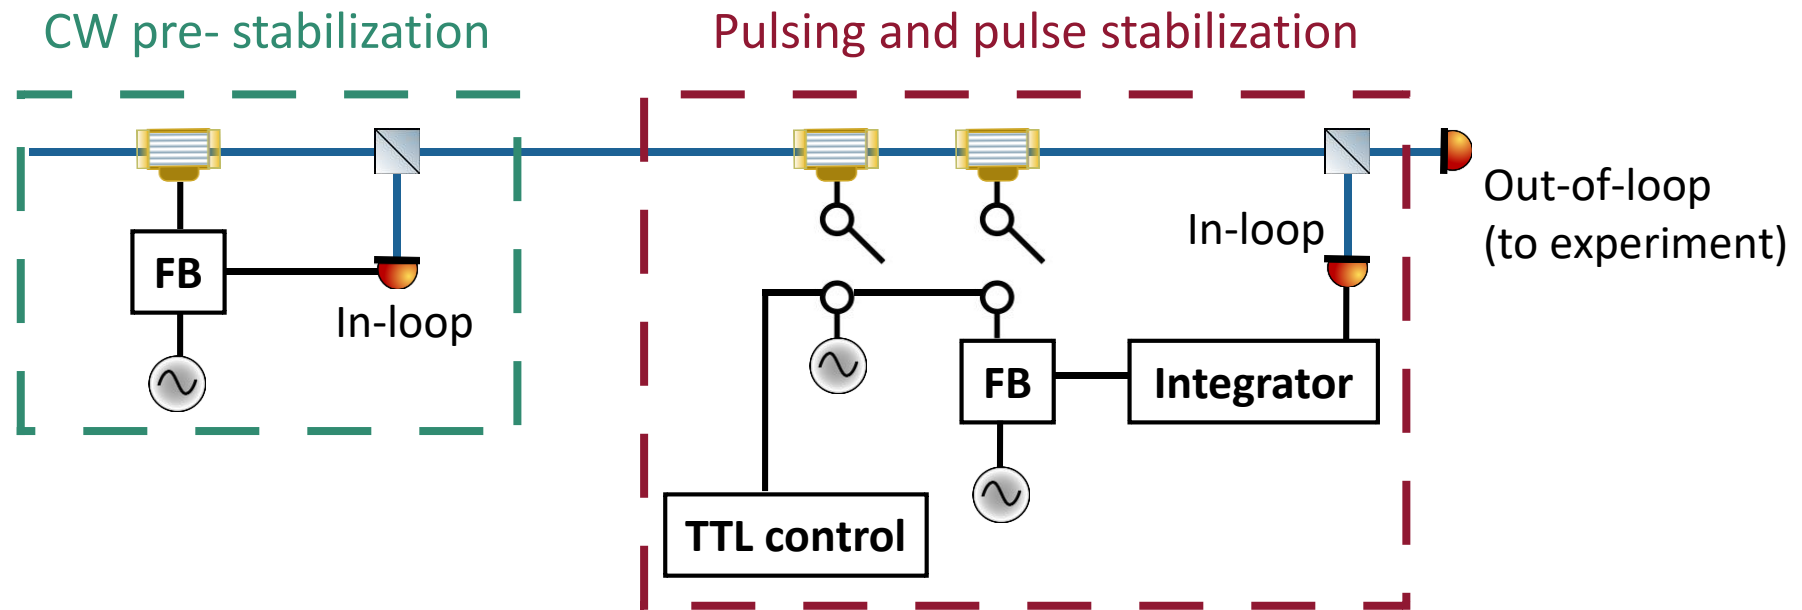 CW pre- stabilization
Pulsing and pulse stabilization
FB
In-loop
In-loop
Out-of-loop
(to experiment)
FB
Integrator
TTL control